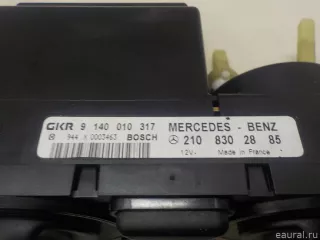 GKR 9 140 010 317 MERCEDES - BENZ
944 X 0003463 BOSCH 210 830 28 85
12V- Made in France
© eaural.ru